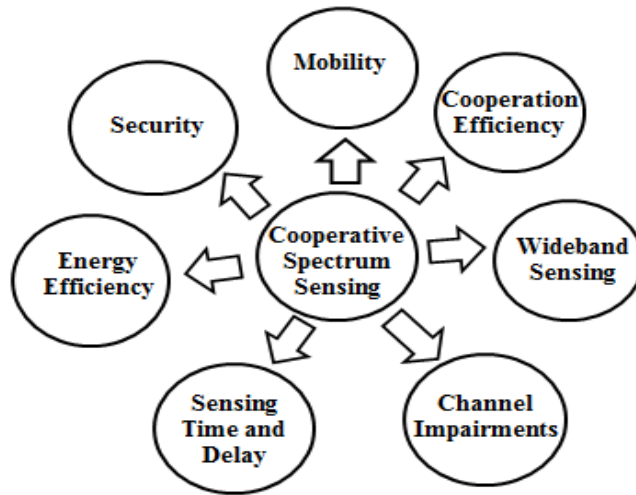 Mobility
Cooperation
Efficiency
Security
Cooperative
Spectrum
Sensing
Wideband
Sensing
Energy
Efficiency
Sensing
Time and
Delay
Channel
Impairments